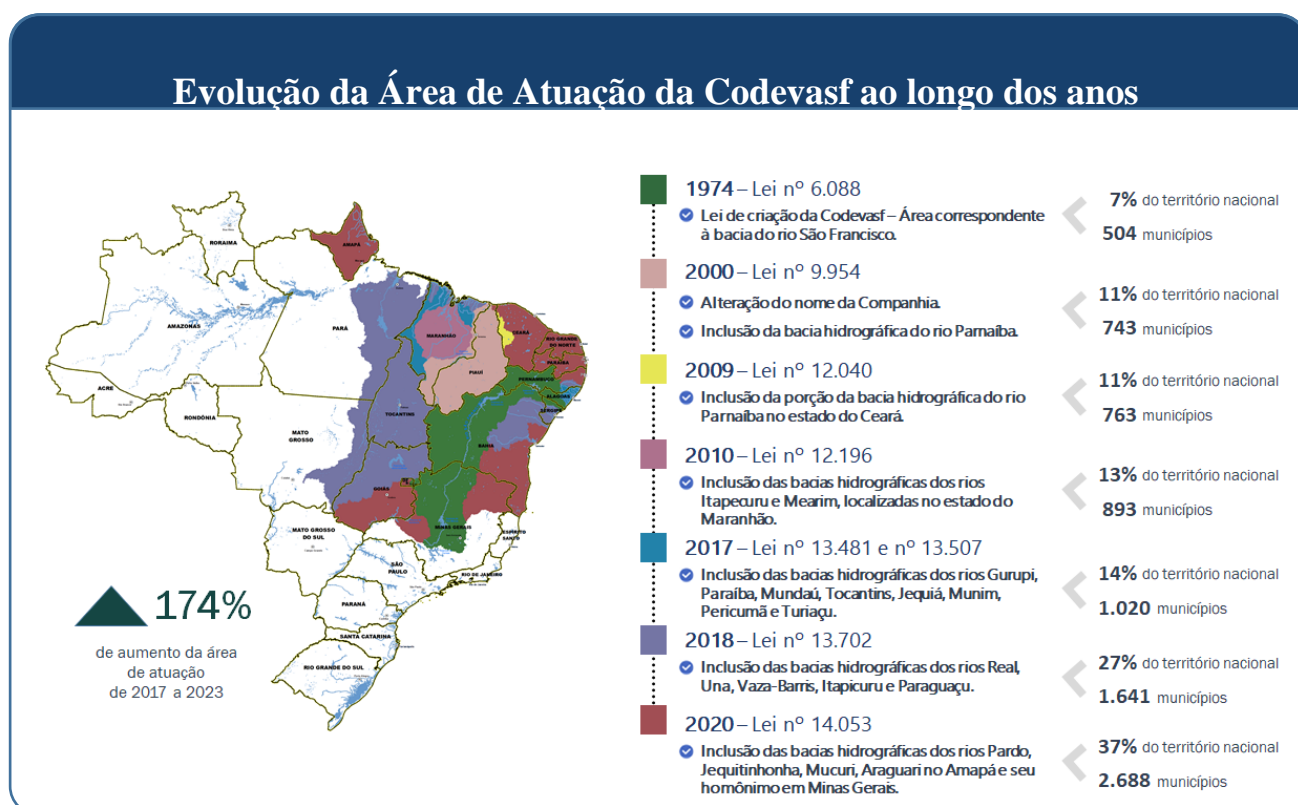 Evolução da Área de Atuação da Codevasf ao longo dos anos
RORAIMA
AMAPÁ
AMAZONAS
PARÁ
MARANHÃO
CEARÁ
RIO GRANDE
DO NORTE
PARAÍBA
PIAUÍ
PERNAMBUCO
ALAGOAS
SERGIPE
ACRE
RONDÔNIA
TOCANTINS
MATO
GROSSO
BAHIA
GOIÁS
MINAS GERAIS
ESPÍRITO
SANTO
MATO GROSSO
DO SUL
SÃO
PAULO
RIO DE JANEIRO
PARANÁ
SANTA CATARINA
RIO GRANDE DO SUL
174%
de aumento da área
de atuação
de 2017 a 2023
1974 – Lei nº 6.088
Lei de criação da Codevasf – Área correspondente
à bacia do rio São Francisco.
7% do território nacional
504 municípios
2000 – Lei nº 9.954
Alteração do nome da Companhia.
Inclusão da bacia hidrográfica do rio Parnaíba.
11% do território nacional
743 municípios
2009 – Lei nº 12.040
Inclusão da porção da bacia hidrográfica do rio
Parnaíba no estado do Ceará.
11% do território nacional
763 municípios
2010 – Lei nº 12.196
Inclusão das bacias hidrográficas dos rios
Itapecuru e Mearim, localizadas no estado do
Maranhão.
13% do território nacional
893 municípios
2017 – Lei nº 13.481 e nº 13.507
Inclusão das bacias hidrográficas dos rios Gurupi,
Paraíba, Mundaú, Tocantins, Jequiá, Munim,
Pericumã e Turiaçu.
14% do território nacional
1.020 municípios
2018 – Lei nº 13.702
Inclusão das bacias hidrográficas dos rios Real,
Una, Vaza-Barris, Itapicuru e Paraguaçu.
27% do território nacional
1.641 municípios
2020 – Lei nº 14.053
Inclusão das bacias hidrográficas dos rios Pardo,
Jequitinhonha, Mucuri, Araguari no Amapá e seu
homônimo em Minas Gerais.
37% do território nacional
2.688 municípios